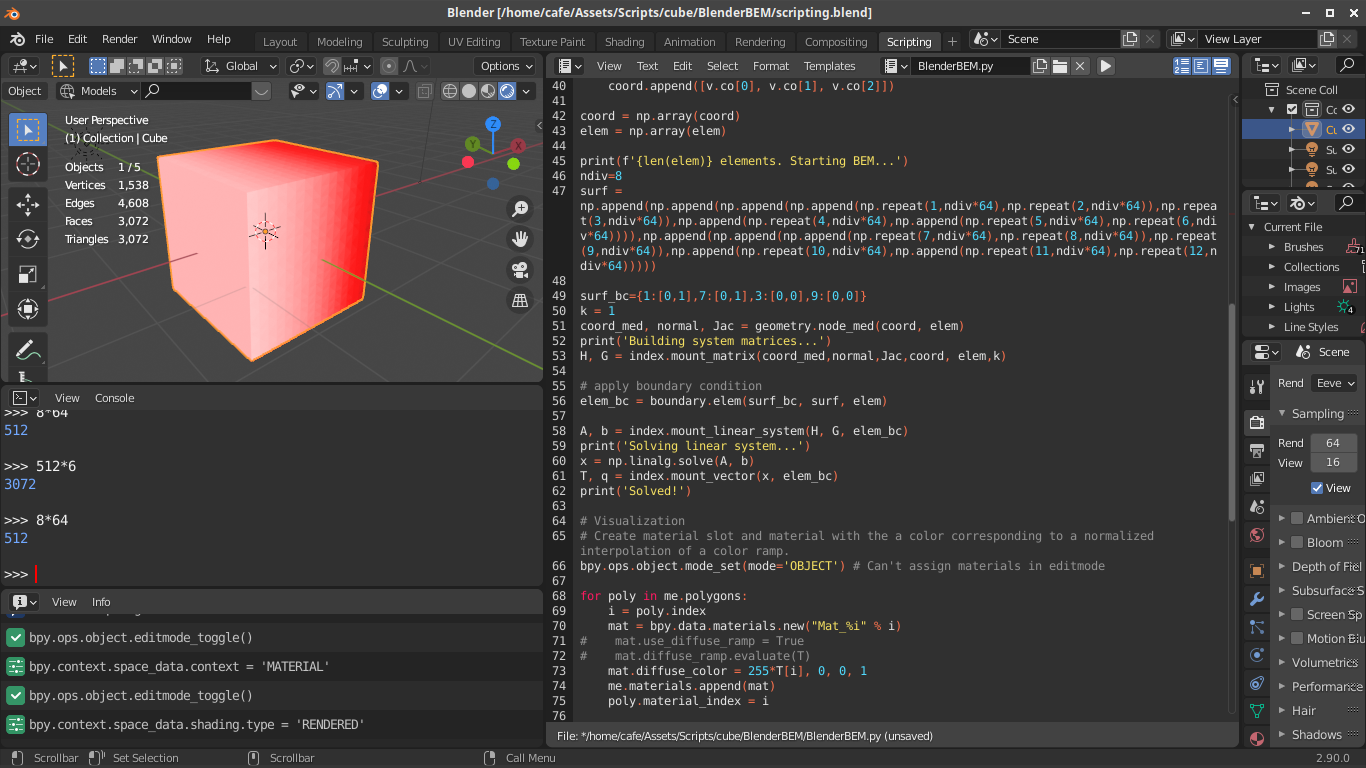 Blender [/home/cafe/Assets/Scripts/cube/BlenderBEM/scripting.blend]
File Edit Render Window Help Layout Modeling Sculpting UV Editing Texture Paint Shading Animation Rendering Compositing Scripting + Scene View Layer
Global Options
Object Models
User Perspective
(1) Collection | Cube
Objects 1/5
Vertices 1,538
Edges 4,608
Faces 3,072
Triangles 3,072
Z
Y
X
View Console
>>> 8*64
512
>>> 512*6
3072
>>> 8*64
512
>>>
View Info
bpy.ops.object.editmode_toggle()
bpy.context.space_data.context = 'MATERIAL'
bpy.ops.object.editmode_toggle()
bpy.context.space_data.shading.type = 'RENDERED'
View Text Edit Select Format Templates BlenderBEM.py
40 coord.append([v.co[0], v.co[1], v.co[2]])
41
42 coord = np.array(coord)
43 elem = np.array(elem)
44
45 print(f'{len(elem)} elements. Starting BEM...')
46 ndiv=8
47 surf =
np.append(np.append(np.append(np.append(np.repeat(1,ndiv*64),np.repeat(2,ndiv*64)),np.repea
t(3,ndiv*64)),np.append(np.repeat(4,ndiv*64),np.append(np.repeat(5,ndiv*64),np.repeat(6,ndi
v*64)))),np.append(np.append(np.append(np.repeat(7,ndiv*64),np.repeat(8,ndiv*64)),np.repeat
(9,ndiv*64)),np.append(np.repeat(10,ndiv*64),np.append(np.repeat(11,ndiv*64),np.repeat(12,n
div*64)))))
48
49 surf_bc={1:[0,1],7:[0,1],3:[0,0],9:[0,0]}
50 k = 1
51 coord_med, normal, Jac = geometry.node_med(coord, elem)
52 print('Building system matrices...')
53 H, G = index.mount_matrix(coord_med,normal,Jac,coord, elem,k)
54
55 # apply boundary condition
56 elem_bc = boundary.elem(surf_bc, surf, elem)
57
58 A, b = index.mount_linear_system(H, G, elem_bc)
59 print('Solving linear system...')
60 x = np.linalg.solve(A, b)
61 T, q = index.mount_vector(x, elem_bc)
62 print('Solved!')
63
64 # Visualization
65 # Create material slot and material with the a color corresponding to a normalized
interpolation of a color ramp.
66 bpy.ops.object.mode_set(mode='OBJECT') # Can't assign materials in editmode
67
68 for poly in me.polygons:
69 i = poly.index
70 mat = bpy.data.materials.new("Mat_%i" % i)
71 # mat.use_diffuse_ramp = True
72 # mat.diffuse_ramp.evaluate(T)
73 mat.diffuse_color = 255*T[i], 0, 0, 1
74 me.materials.append(mat)
75 poly.material_index = i
76
File: */home/cafe/Assets/Scripts/cube/BlenderBEM/BlenderBEM.py (unsaved)
Scene Coll
Cc
Cu
Su
Su
Current File
Brushes 71
Collections
Images
Lights 4
Line Styles
Scene
Rend Eeve
Sampling
Rend 64
View 16
View
Ambient O
Bloom
Depth of Fiel
Subsurface S
Screen Sp
Motion Blu
Volumetrics
Performance
Hair
Shadows
Scrollbar Set Selection Scrollbar Call Menu 2.90.0